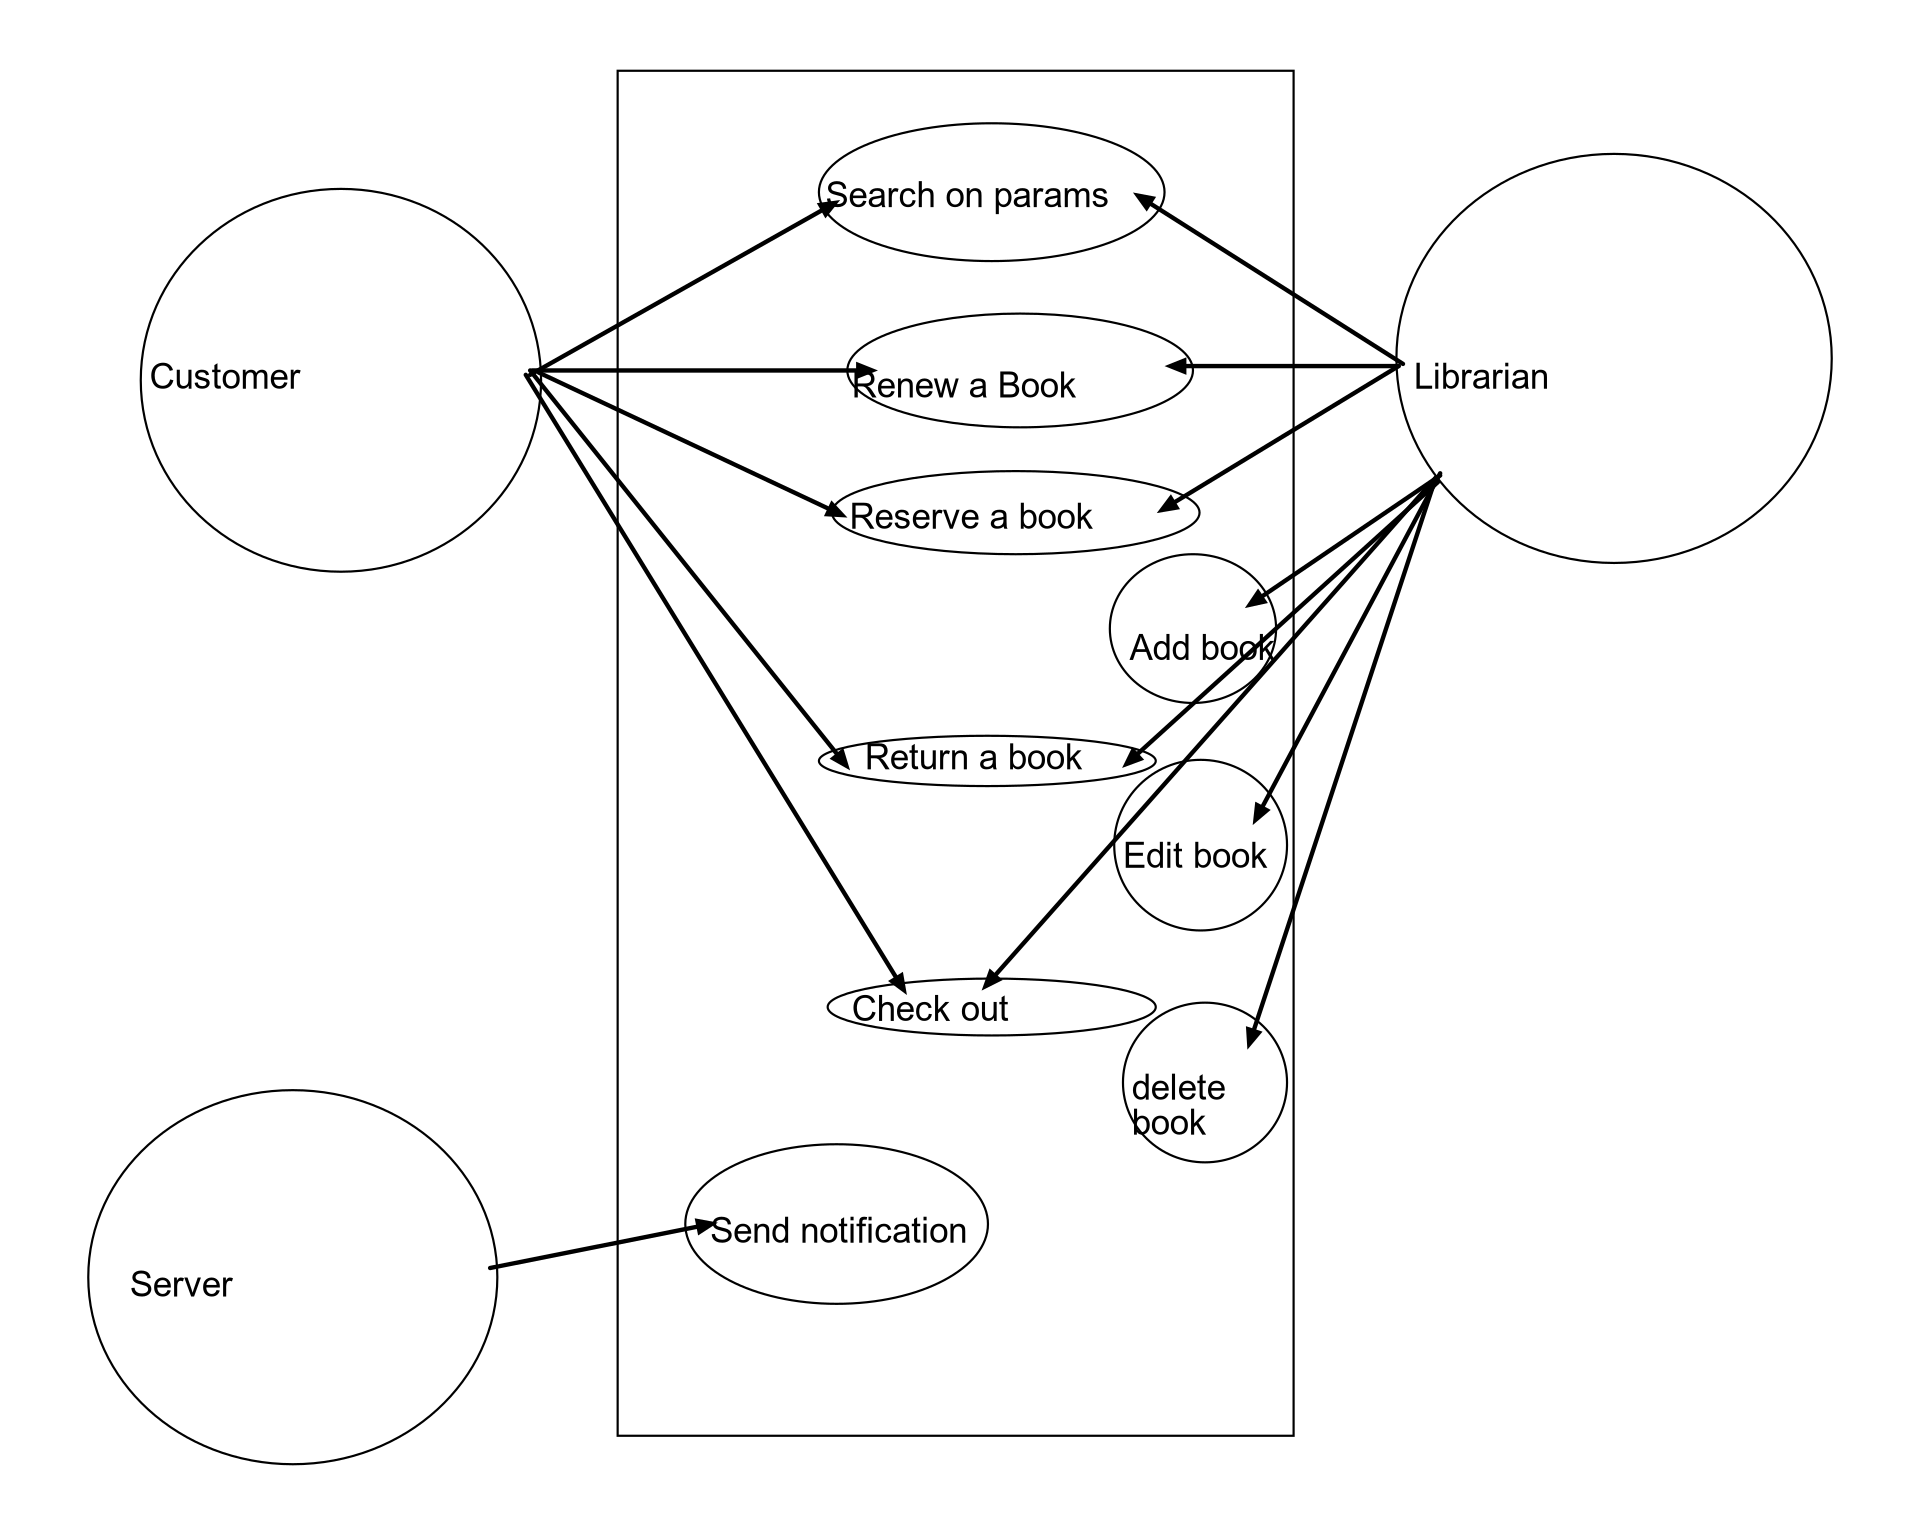 Search on params
Customer
Renew a Book
Librarian
Reserve a book
Add book
Return a book
Edit book
Check out
delete
book
Send notification
Server